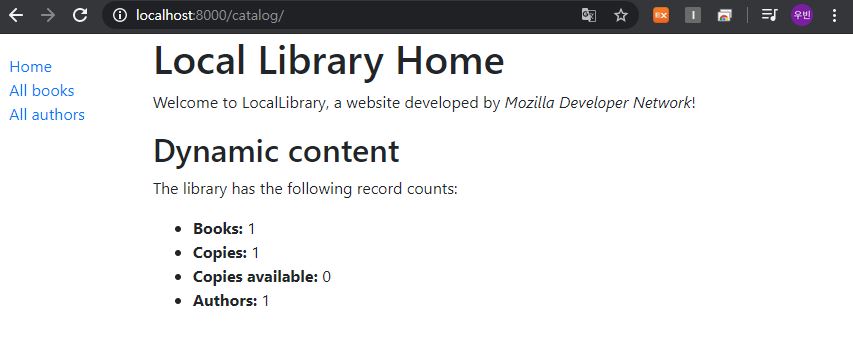 localhost:8000/catalog/
EX
I
우빈
Home
All books
All authors
Local Library Home
Welcome to LocalLibrary, a website developed by Mozilla Developer Network!
Dynamic content
The library has the following record counts:
Books: 1
Copies: 1
Copies available: 0
Authors: 1